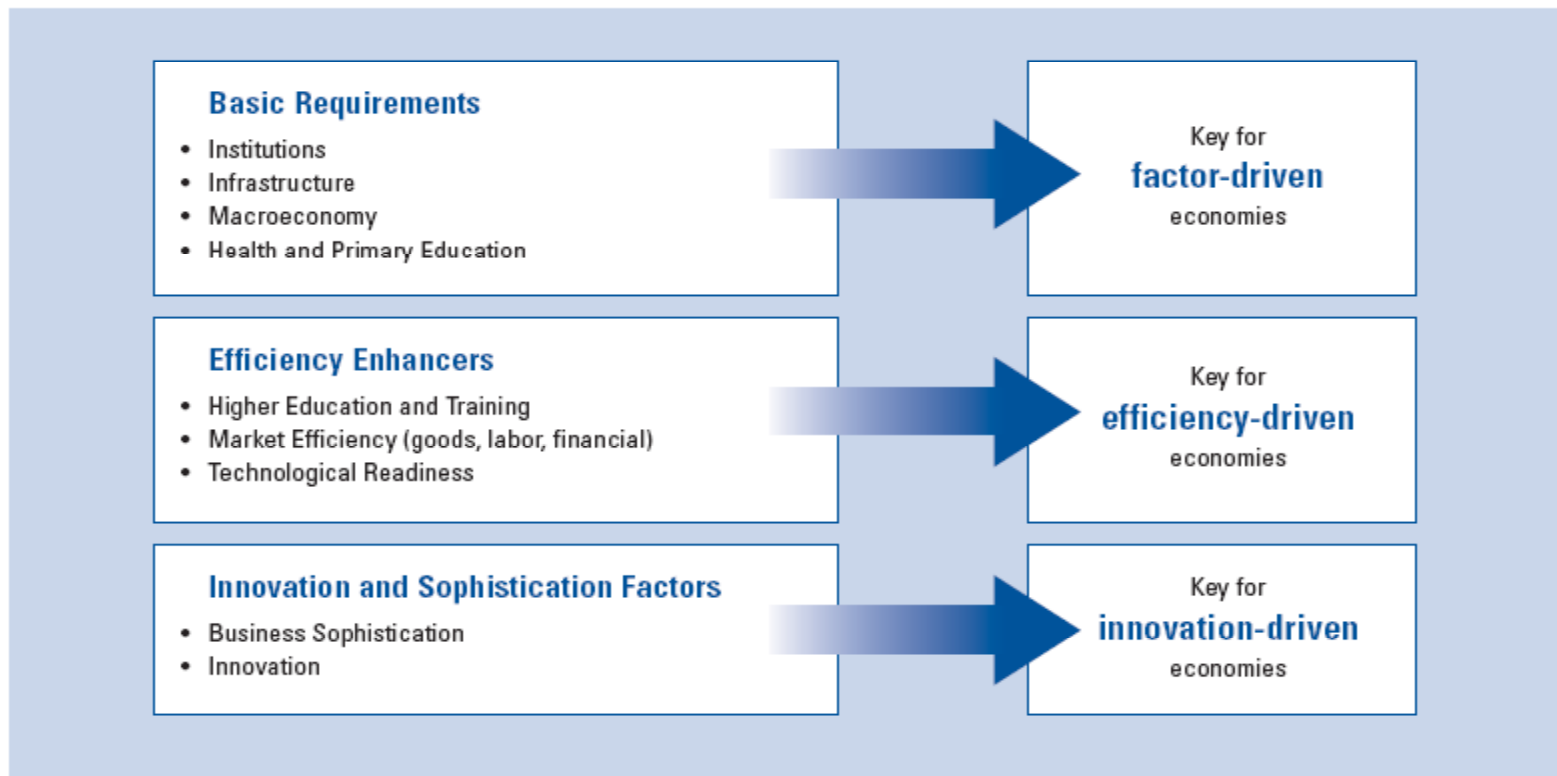 Basic Requirements
• Institutions
• Infrastructure
• Macroeconomy
• Health and Primary Education
Key for
factor-driven
economies
Efficiency Enhancers
• Higher Education and Training
• Market Efficiency (goods, labor, financial)
• Technological Readiness
Key for
efficiency-driven
economies
Innovation and Sophistication Factors
• Business Sophistication
• Innovation
Key for
innovation-driven
economies